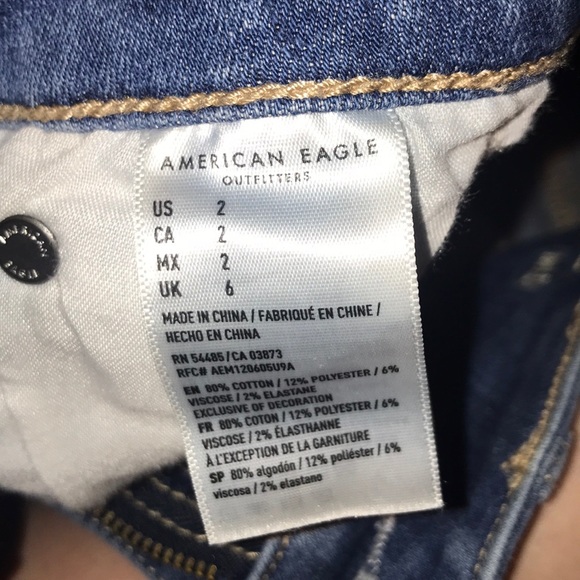 AMERICAN EAGLE
OUTFITTERS
US 2
CA 2
MX 2
UK 6
MADE IN CHINA / FABRIQUÉ EN CHINE /
HECHO EN CHINA
RN 54485 / CA 03873
RFC# AEM120605U9A
EN 80% COTTON / 12% POLYESTER / 6%
VISCOSE / 2% ELASTANE
EXCLUSIVE OF DECORATION
FR 80% COTON / 12% POLYESTER / 6%
VISCOSE / 2% ÉLASTHANNE
À L'EXCEPTION DE LA GARNITURE
SP 80% algodón / 12% poliéster / 6%
viscosa / 2% elastano
AMERICAN
EAGLE